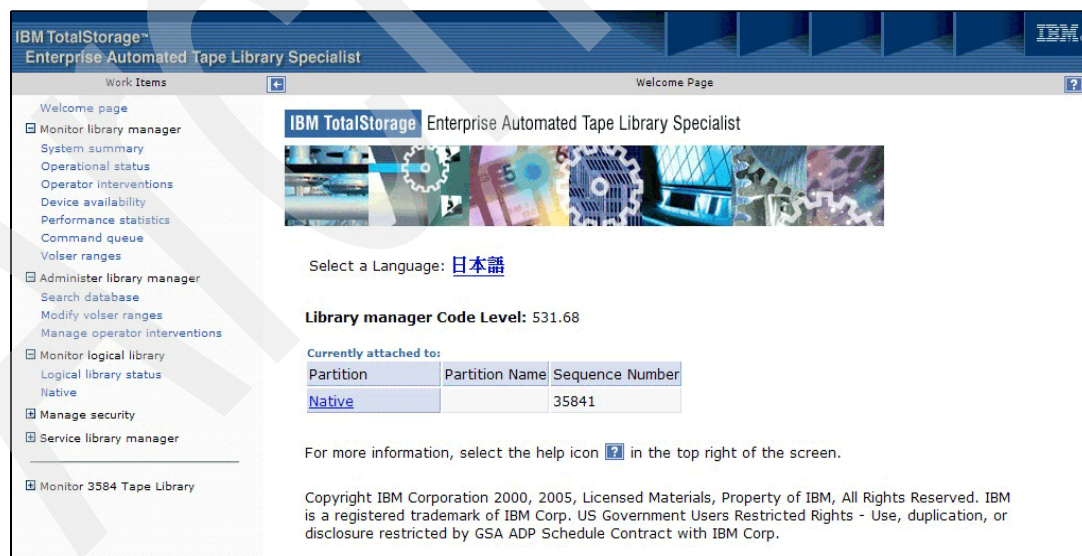 IBM TotalStorage™
Enterprise Automated Tape Library Specialist
IBM.
Work Items
Welcome Page
?
Welcome page
Monitor library manager
System summary
Operational status
Operator interventions
Device availability
Performance statistics
Command queue
Volser ranges
Administer library manager
Search database
Modify volser ranges
Manage operator interventions
Monitor logical library
Logical library status
Native
Manage security
Service library manager
Monitor 3584 Tape Library
IBM TotalStorage Enterprise Automated Tape Library Specialist
5 6
Select a Language: 日本語
Library manager Code Level: 531.68
Currently attached to:
Partition Partition Name Sequence Number
Native 35841
For more information, select the help icon ? in the top right of the screen.
Copyright IBM Corporation 2000, 2005, Licensed Materials, Property of IBM, All Rights Reserved. IBM
is a registered trademark of IBM Corp. US Government Users Restricted Rights - Use, duplication, or
disclosure restricted by GSA ADP Schedule Contract with IBM Corp.